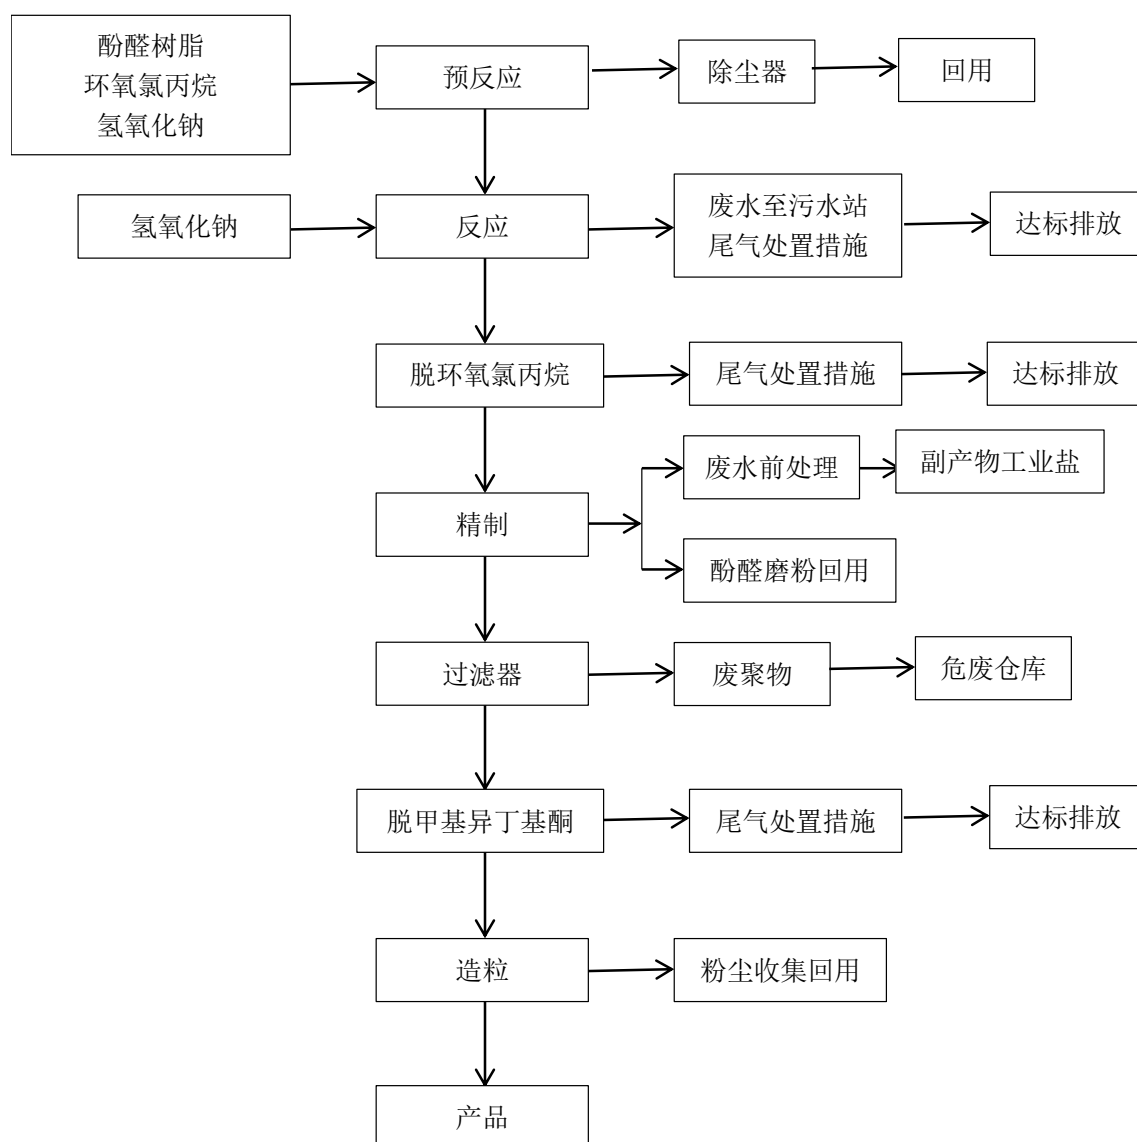 酚醛树脂
环氧氯丙烷
氢氧化钠
预反应
除尘器
回用
氢氧化钠
反应
废水至污水站
尾气处置措施
达标排放
脱环氧氯丙烷
尾气处置措施
达标排放
废水前处理
副产物工业盐
精制
酚醛磨粉回用
过滤器
废聚物
危废仓库
脱甲基异丁基酮
尾气处置措施
达标排放
造粒
粉尘收集回用
产品